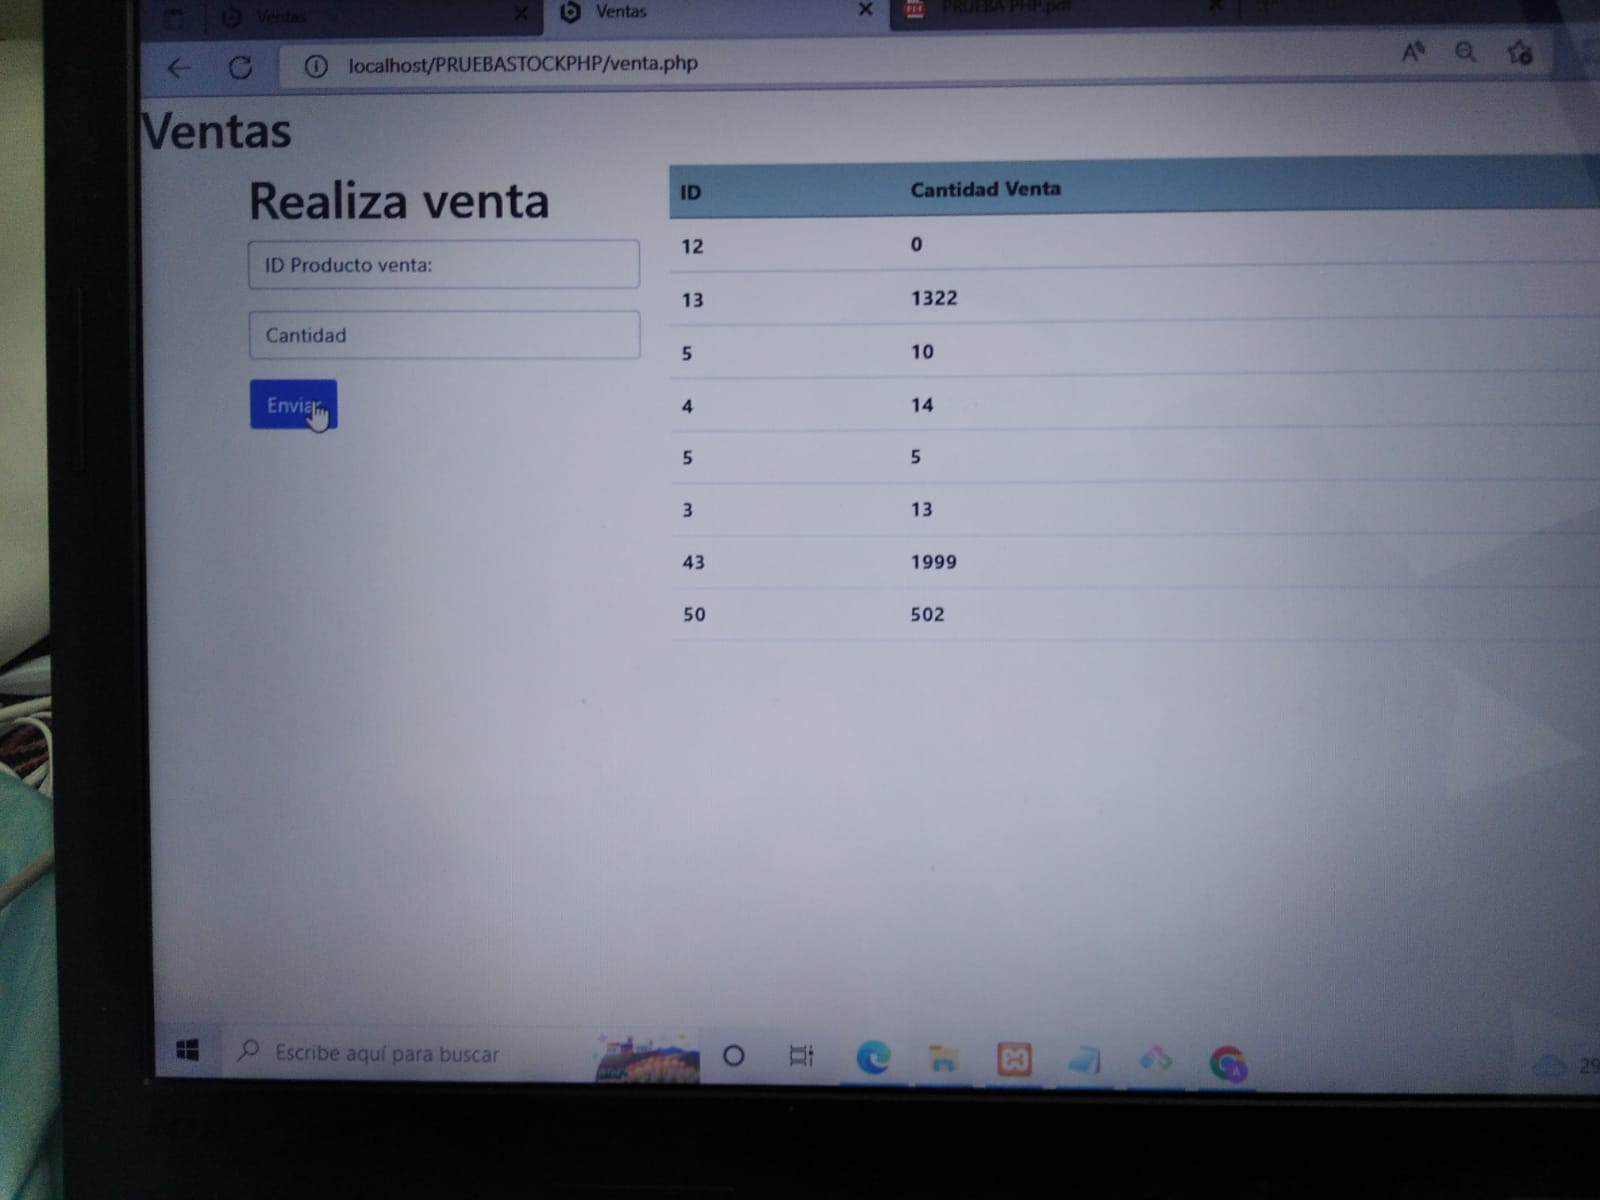 Ventas
Ventas
PRUEBA PHP.pdf
localhost/PRUEBASTOCKPHP/venta.php
Ventas
Realiza venta
ID Producto venta:
Cantidad
Enviar
ID Cantidad Venta
12 0
13 1322
5 10
4 14
5 5
3 13
43 1999
50 502
Escribe aquí para buscar
29